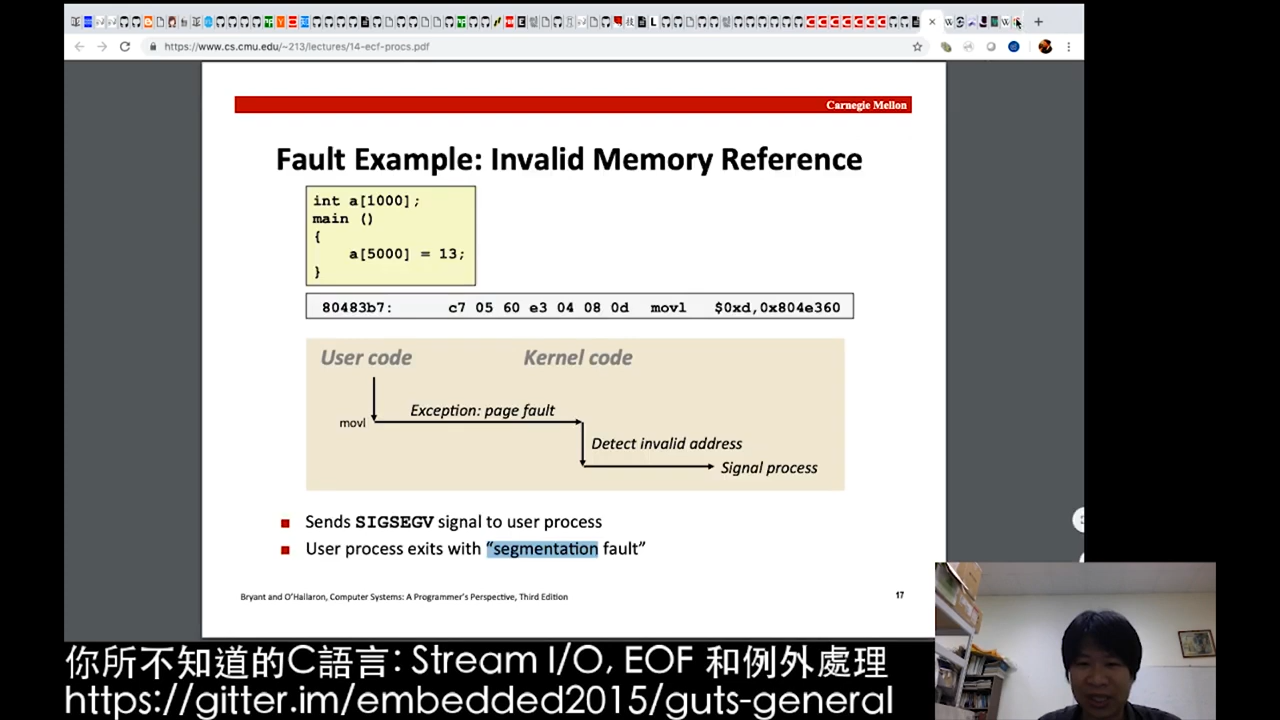 https://www.cs.cmu.edu/~213/lectures/14-ecf-procs.pdf
Carnegie Mellon
Fault Example: Invalid Memory Reference
int a[1000];
main ()
{
a[5000] = 13;
}
80483b7: c7 05 60 e3 04 08 0d movl $0xd,0x804e360
User code Kernel code
Exception: page fault
movl
Detect invalid address
Signal process
Sends SIGSEGV signal to user process
User process exits with “segmentation fault”
Bryant and O’Hallaron, Computer Systems: A Programmer’s Perspective, Third Edition
17
你所不知道的C語言: Stream I/O, EOF 和例外處理
https://gitter.im/embedded2015/guts-general